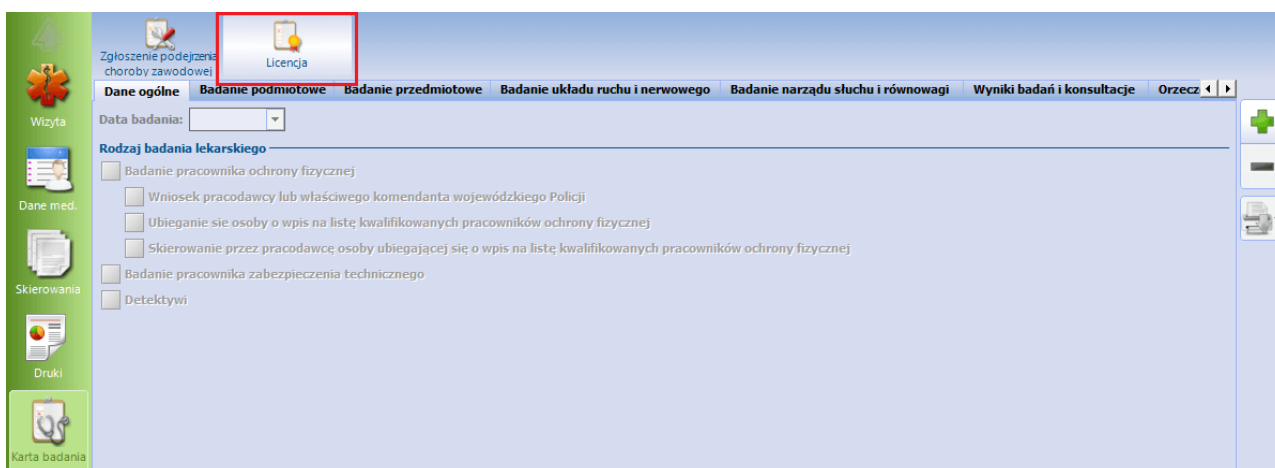 Zgłoszenie podejrzenia
choroby zawodowej
Licencja
Dane ogólne Badanie podmiotowe Badanie przedmiotowe Badanie układu ruchu i nerwowego Badanie narządu słuchu i równowagi Wyniki badań i konsultacje Orzecz
Wizyta
Data badania:
Rodzaj badania lekarskiego
Badanie pracownika ochrony fizycznej
Wniosek pracodawcy lub właściwego komendanta wojewódzkiego Policji
Dane med.
Ubieganie sie osoby o wpis na listę kwalifikowanych pracowników ochrony fizycznej
Skierowanie przez pracodawcę osoby ubiegającej się o wpis na listę kwalifikowanych pracowników ochrony fizycznej
Badanie pracownika zabezpieczenia technicznego
Skierowania
Detektywi
Druki
Karta badania